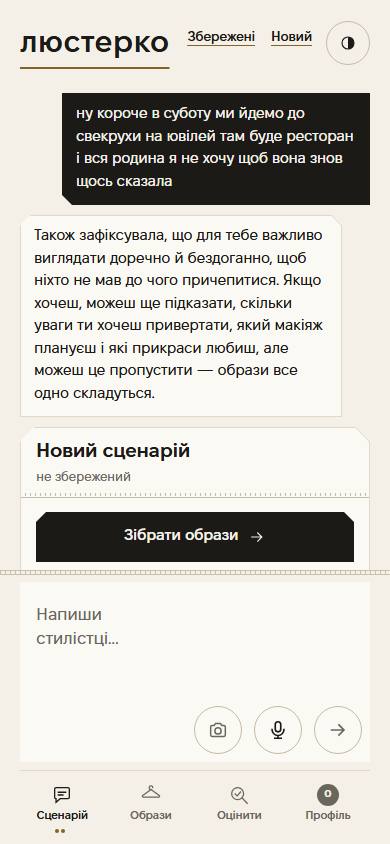 люстерко
Збережені
Новий
ну короче в суботу ми йдемо до
свекрухи на ювілей там буде ресторан
і вся родина я не хочу щоб вона знов
щось сказала
Також зафіксувала, що для тебе важливо
виглядати доречно й бездоганно, щоб
ніхто не мав до чого причепитися. Якщо
хочеш, можеш ще підказати, скільки
уваги ти хочеш привертати, який макіяж
плануєш і які прикраси любиш, але
можеш це пропустити — образи все
одно складуться.
Новий сценарій
не збережений
Зібрати образи →
Напиши
стилістці...
Сценарій
Образи
Оцінити
О
Профіль